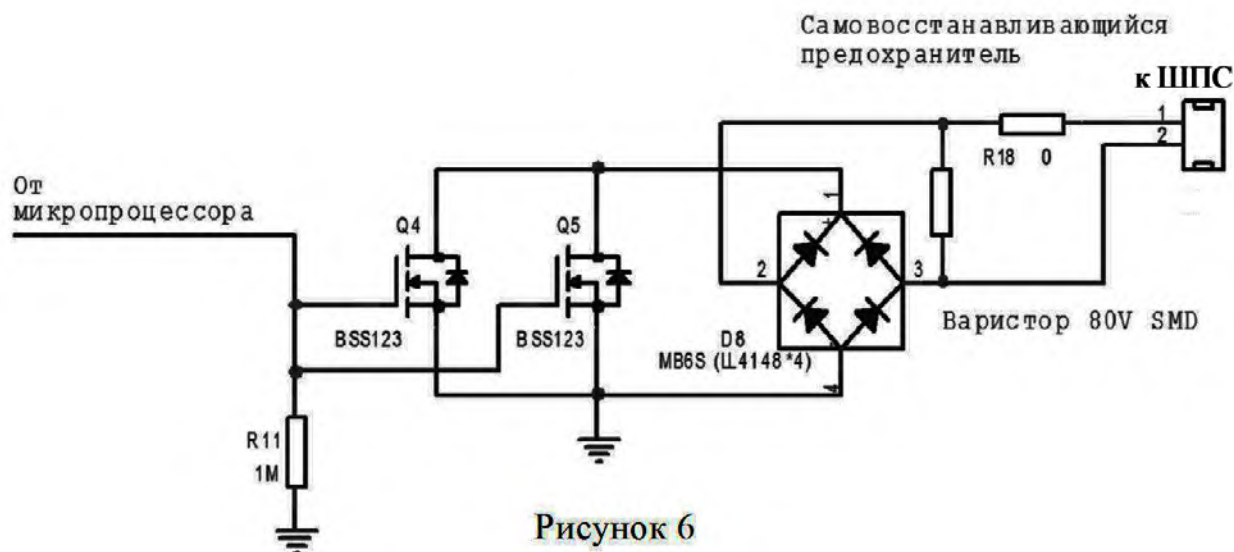 Самовосстанавливающийся
предохранитель
к ШПС
1
2
R18 0
От
микропроцессора
Q4
Q5
1
2
3
BSS123
BSS123
D8
MB6S (LL4148*4)
4
Варистор 80V SMD
R11
1M
Рисунок 6